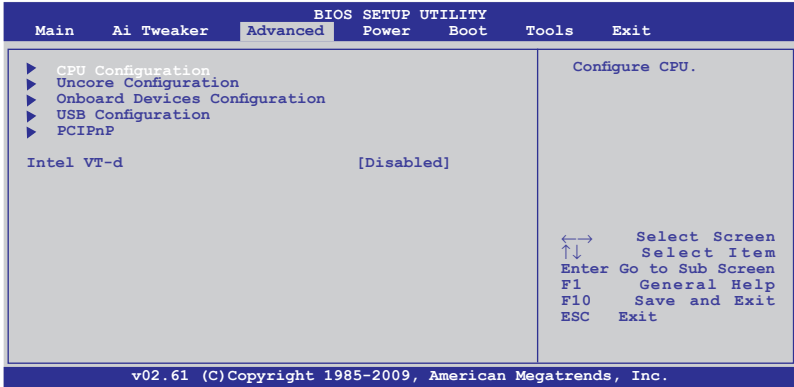 BIOS SETUP UTILITY
Main Ai Tweaker Advanced Power Boot Tools Exit
CPU Configuration
Uncore Configuration
Onboard Devices Configuration
USB Configuration
PCIPnP
Intel VT-d [Disabled]
Configure CPU.
←→ Select Screen
↑↓ Select Item
Enter Go to Sub Screen
F1 General Help
F10 Save and Exit
ESC Exit
v02.61 (C)Copyright 1985-2009, American Megatrends, Inc.